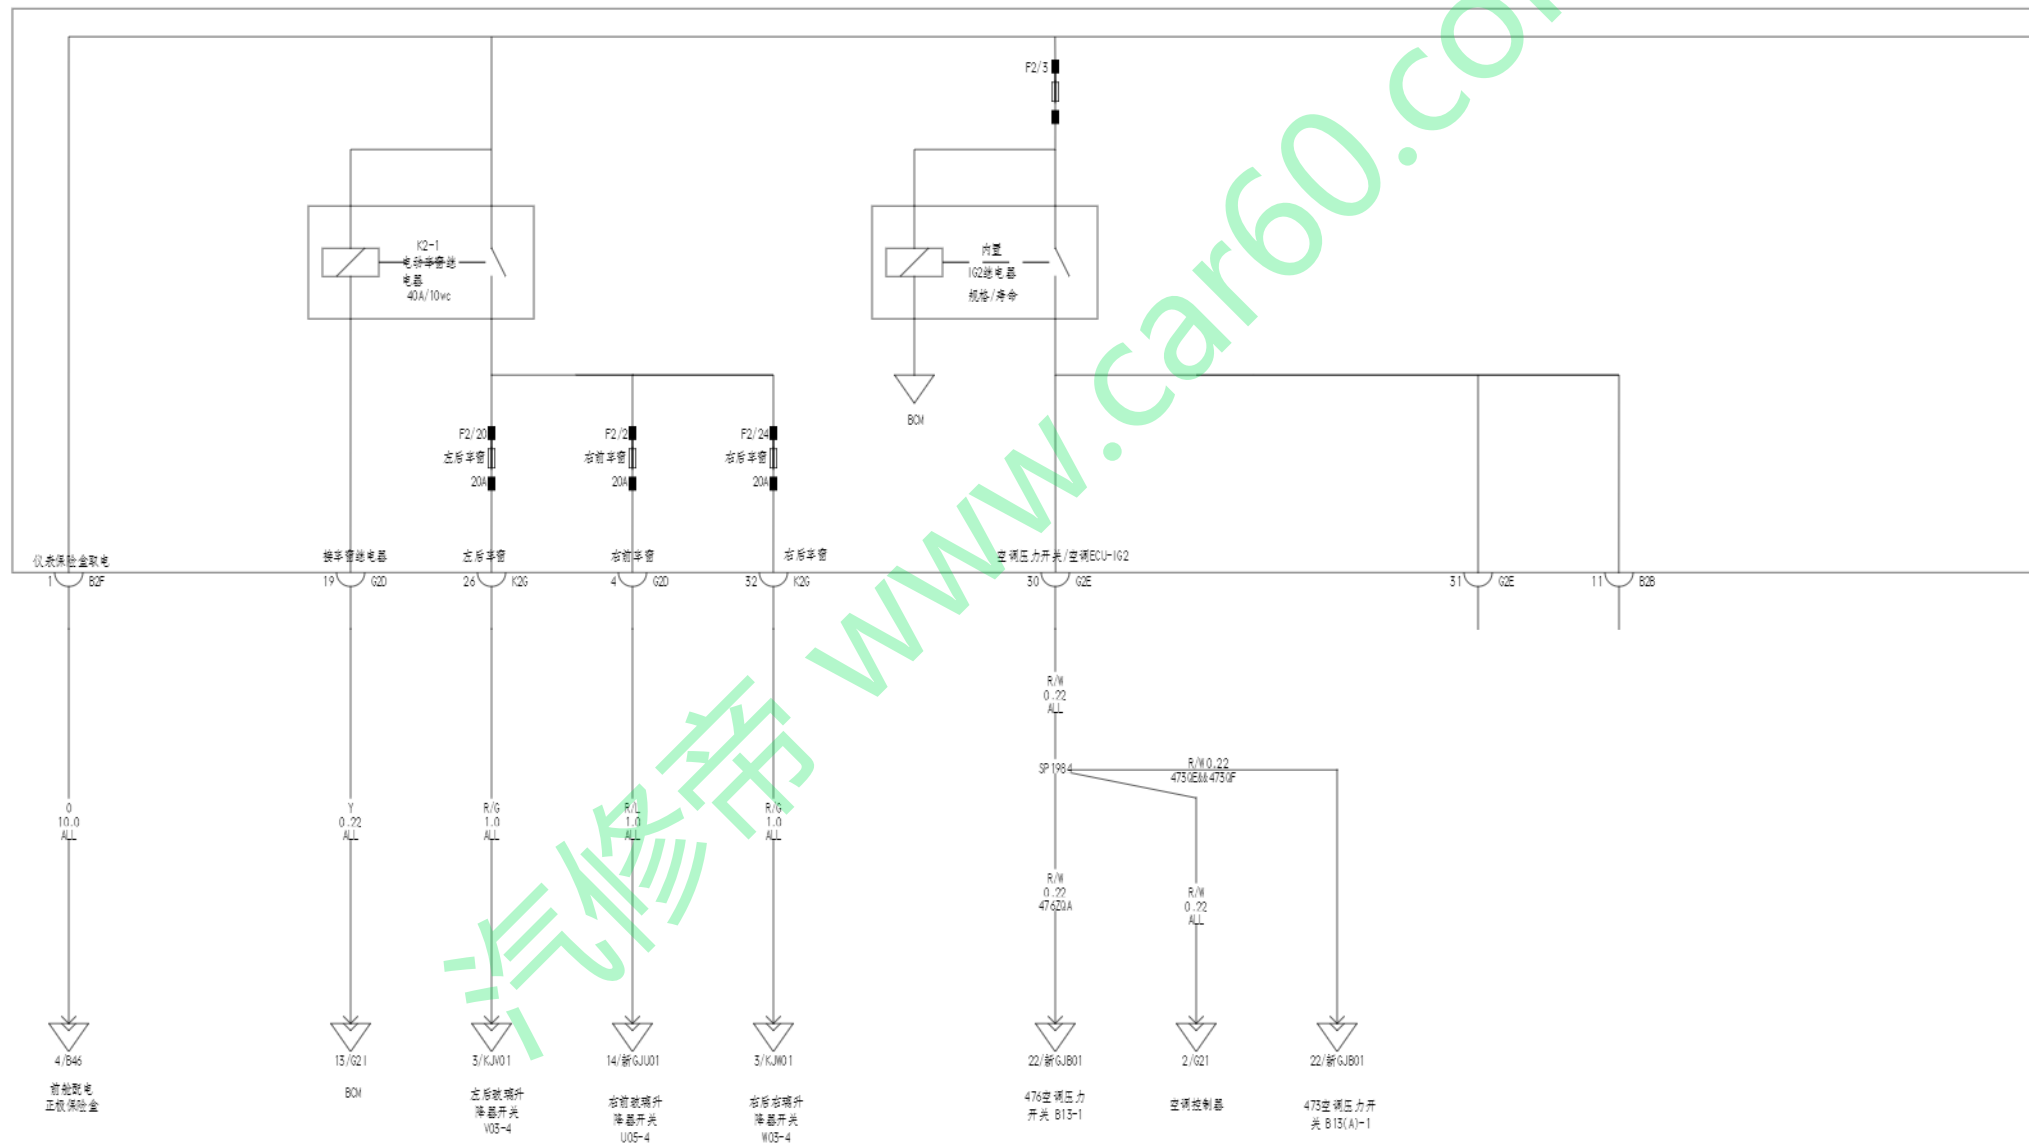 F2/3
K2-1
电动车窗继
电器
40A/10wc
内置
IG2继电器
规格/寿命
BCM
F2/20
左后车窗
20A
F2/2
右前车窗
20A
F2/24
右后车窗
20A
仪表保险盒取电
接车窗继电器
左后车窗
右前车窗
右后车窗
空调压力开关/空调ECU-IG2
1 B2F
19 G2D
26 K2G
4 G2D
32 K2G
30 G2E
31 G2E
11 B2B
R/W
0.22
ALL
SP1984
R/W0.22
473QE&&473QF
O
10.0
ALL
Y
0.22
ALL
R/G
1.0
ALL
R/L
1.0
ALL
R/G
1.0
ALL
R/W
0.22
476ZQA
R/W
0.22
ALL
4/B46
前舱配电
正极保险盒
13/G2I
BCM
3/KJV01
左后玻璃升
降器开关
V03-4
14/新GJU01
右前玻璃升
降器开关
U05-4
3/KJW01
右后右璃升
降器开关
W03-4
22/新GJB01
476空调压力
开关 B13-1
2/G21
空调控制器
22/新GJB01
473空调压力开
关 B13(A)-1
汽修帝 www.car60.co